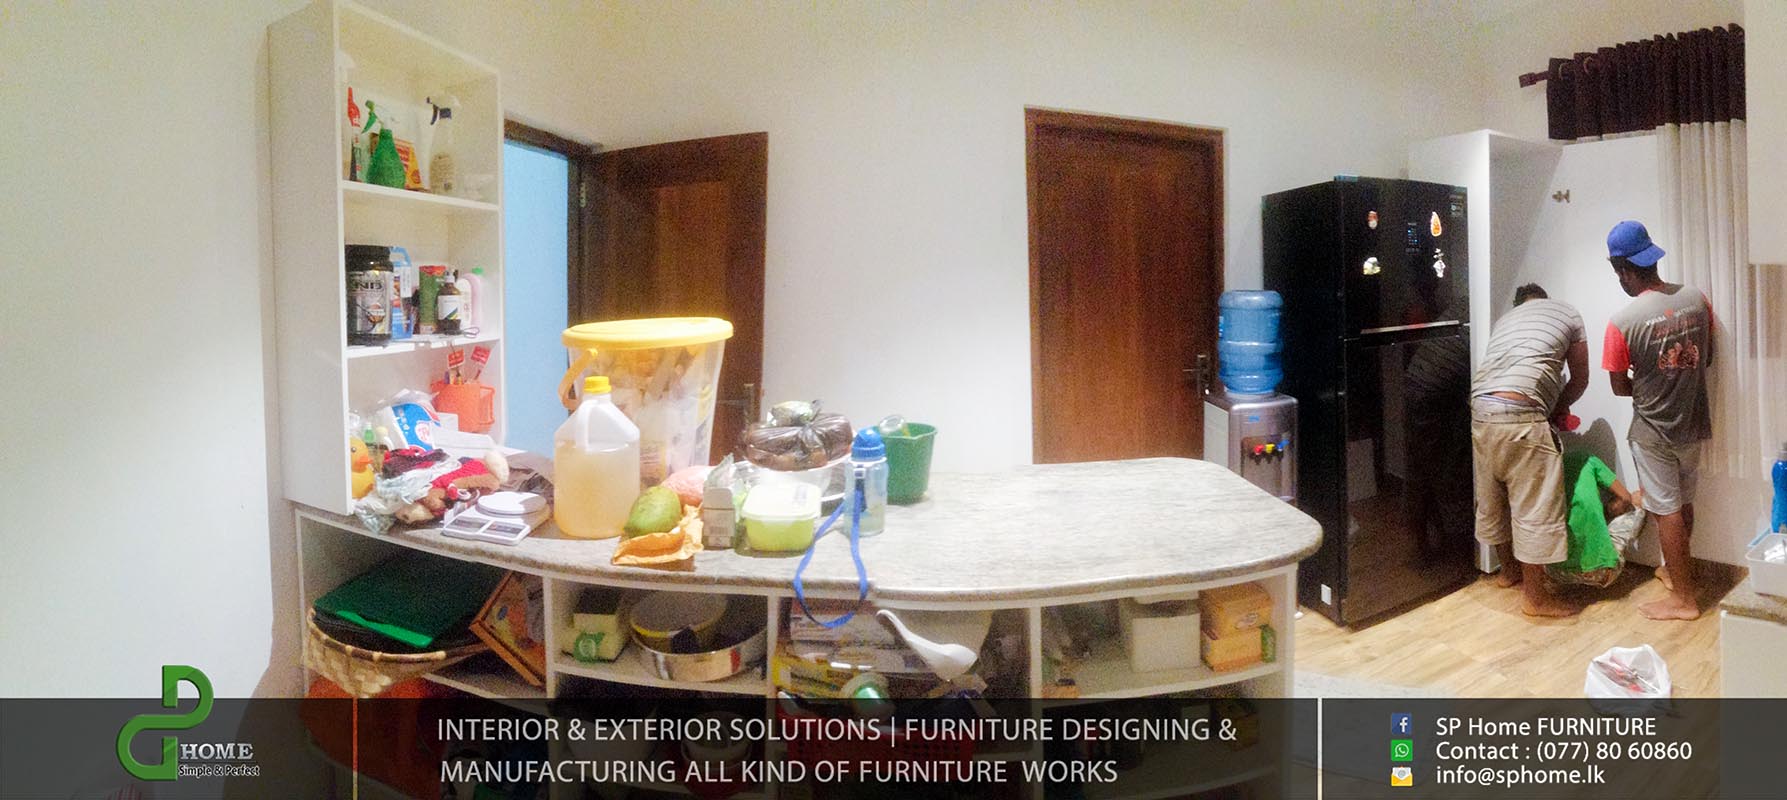 HOME
Simple & Perfect
INTERIOR & EXTERIOR SOLUTIONS | FURNITURE DESIGNING &
MANUFACTURING ALL KIND OF FURNITURE WORKS
SP Home FURNITURE
Contact : (077) 80 60860
info@sphome.lk